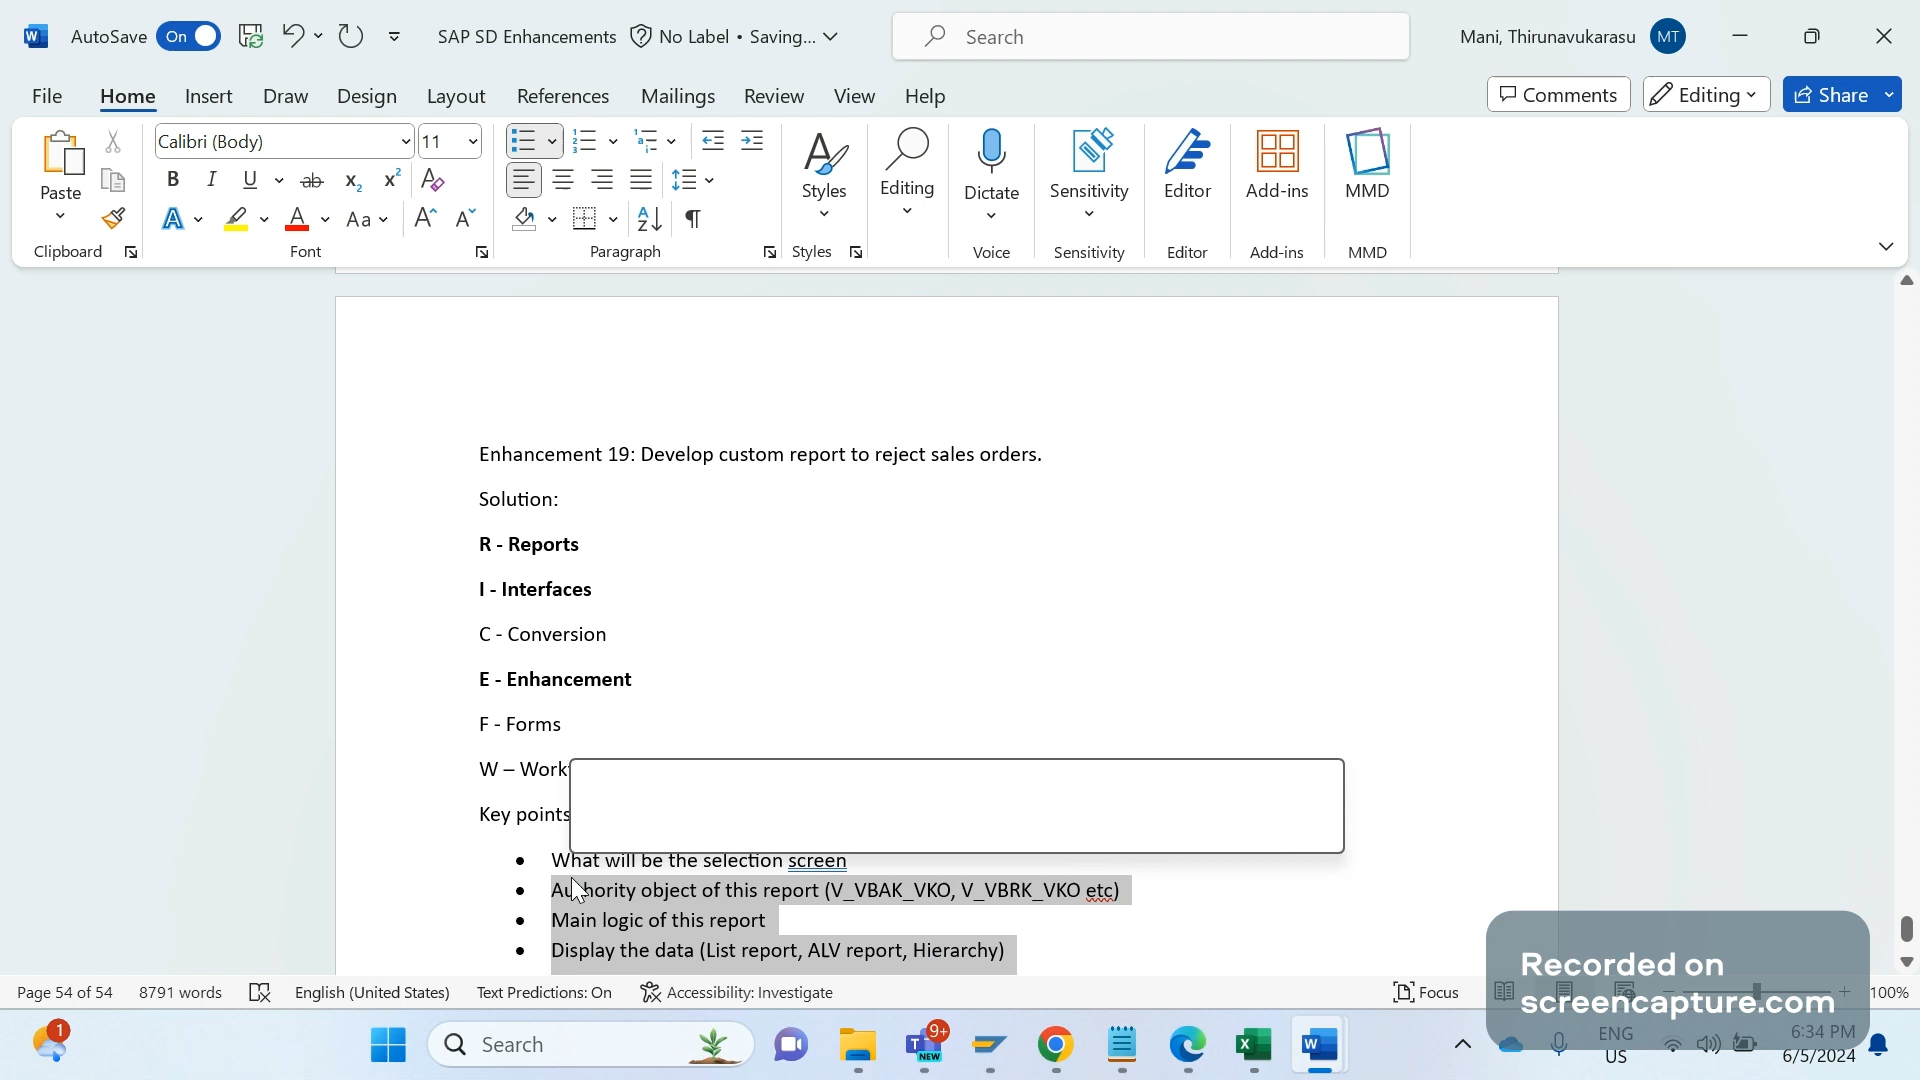 AutoSave On SAP SD Enhancements No Label • Saving... Search Mani, Thirunavukarasu MT
File Home Insert Draw Design Layout References Mailings Review View Help Comments Editing Share
Calibri (Body) 11
Paste Styles Editing Dictate Sensitivity Editor Add-ins MMD
Clipboard Font Paragraph Styles Voice Sensitivity Editor Add-ins MMD
Enhancement 19: Develop custom report to reject sales orders.
Solution:
R - Reports
I - Interfaces
C - Conversion
E - Enhancement
F - Forms
W – Work
Key points
• What will be the selection screen
• Authority object of this report (V_VBAK_VKO, V_VBRK_VKO etc)
• Main logic of this report
• Display the data (List report, ALV report, Hierarchy)
Recorded on
screencapture.com
Page 54 of 54 8791 words English (United States) Text Predictions: On Accessibility: Investigate Focus 100%
1 Search 9+ NEW ENG US 6:34 PM 6/5/2024